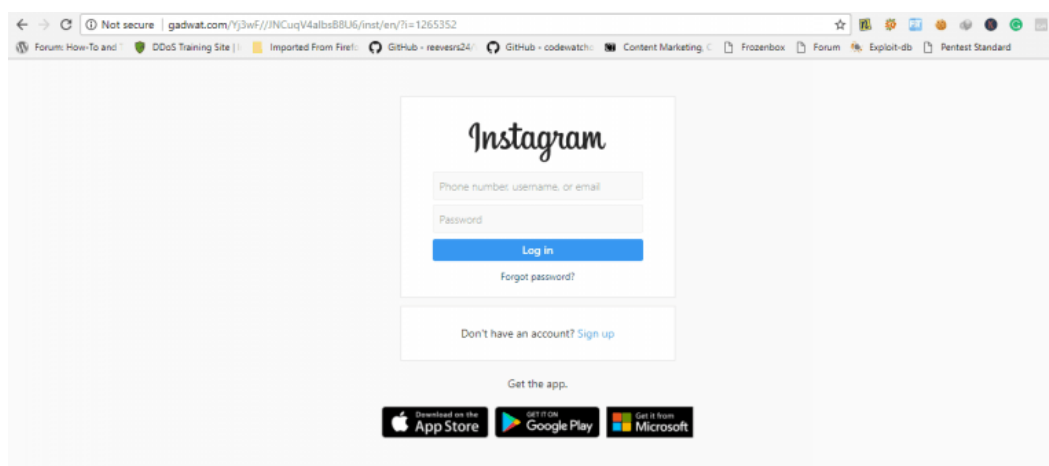 Not secure | gadwat.com/Yj3wF//JNCuqV4aIbsB8U6/inst/en/?i=1265352
Forum: How-To and T DDoS Training Site | Imported From Firef GitHub - reevesrs24/ GitHub - codewatch Content Marketing, C Frozenbox Forum Exploit-db Pentest Standard
Instagram
Phone number, username, or email
Password
Log in
Forgot password?
Don't have an account? Sign up
Get the app.
Download on the
App Store
GET IT ON
Google Play
Get it from
Microsoft